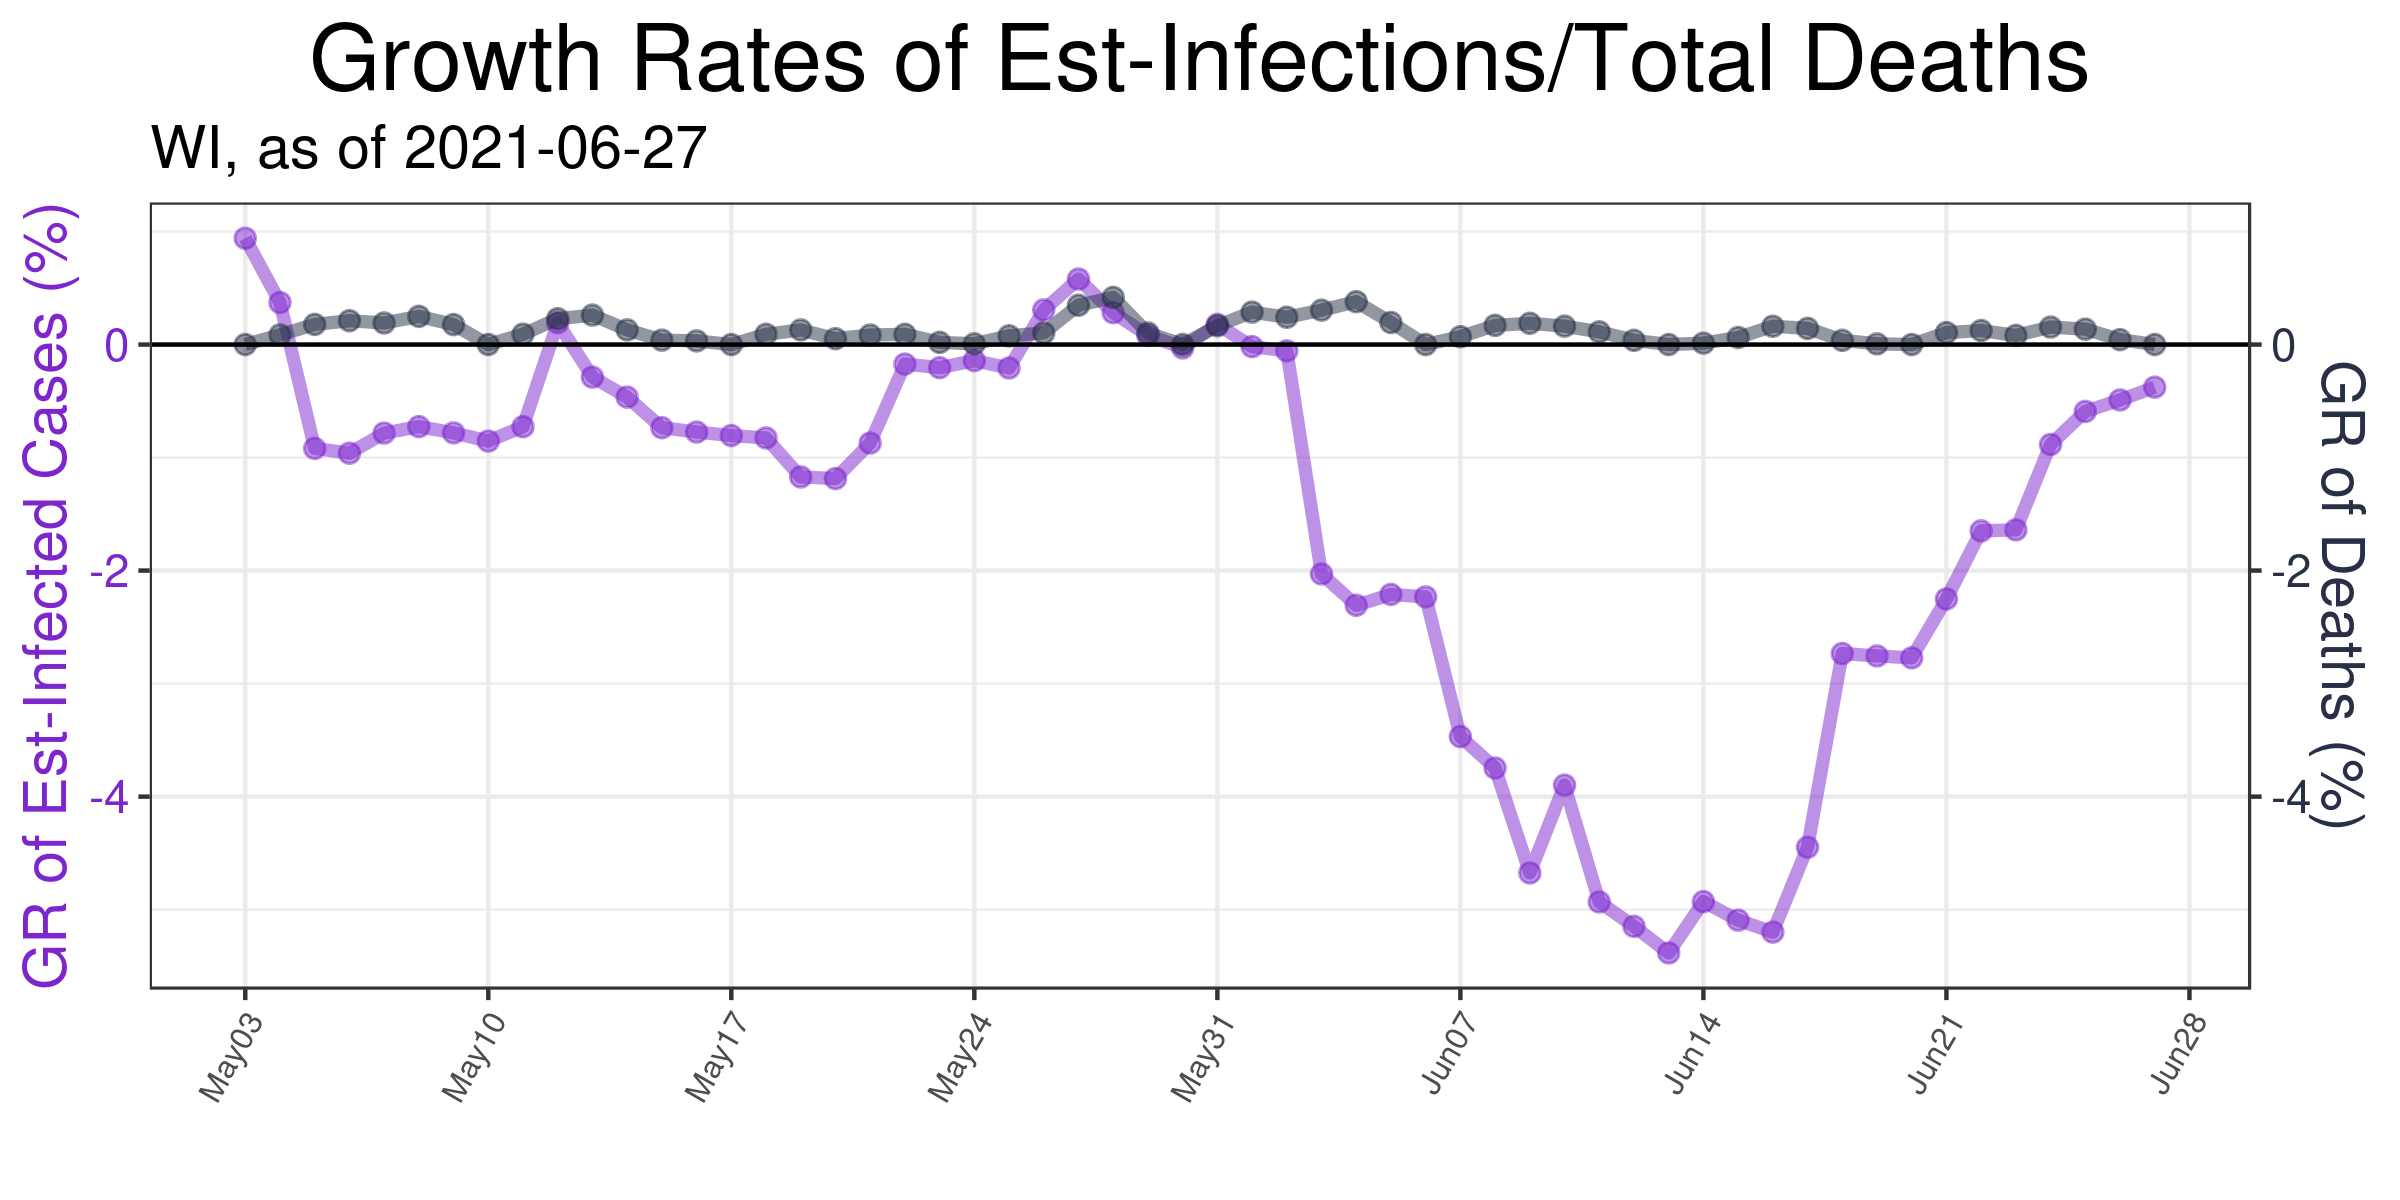 Growth Rates of Est-Infections/Total Deaths
WI, as of 2021-06-27
GR of Est-Infected Cases (%)
0
-2
-4
0
-2
-4
GR of Deaths (%)
May03
May10
May17
May24
May31
Jun07
Jun14
Jun21
Jun28